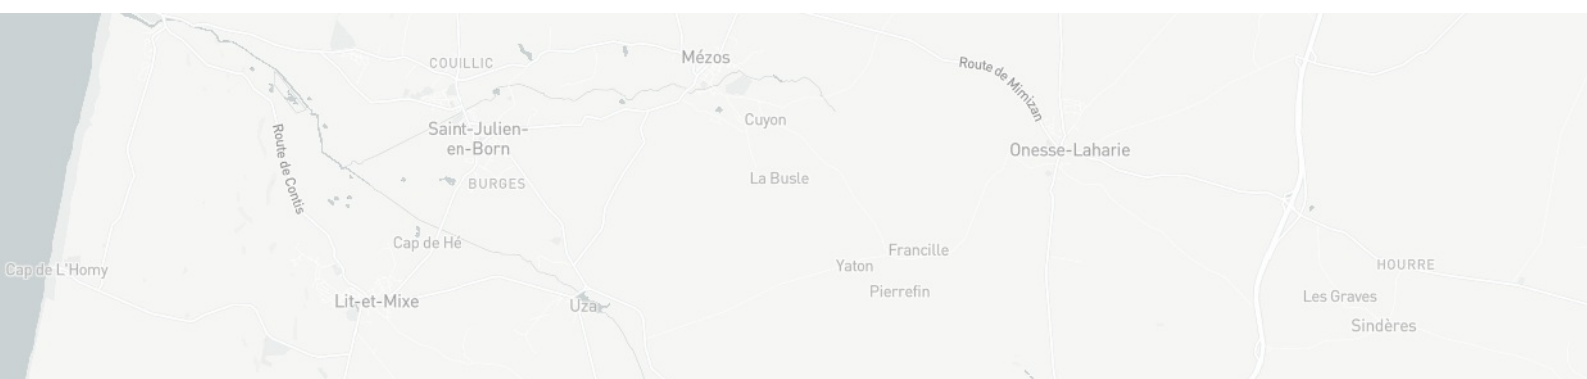 Mézos
COUILLIC
Route de Mimizan
Cuyon
Saint-Julien-
en-Born
Onesse-Laharie
Route de Contis
La Busle
BURGES
Cap de Hé
Francille
Yaton
HOURRE
Cap de L'Homy
Pierrefin
Les Graves
Lit-et-Mixe
Uza
Sindères